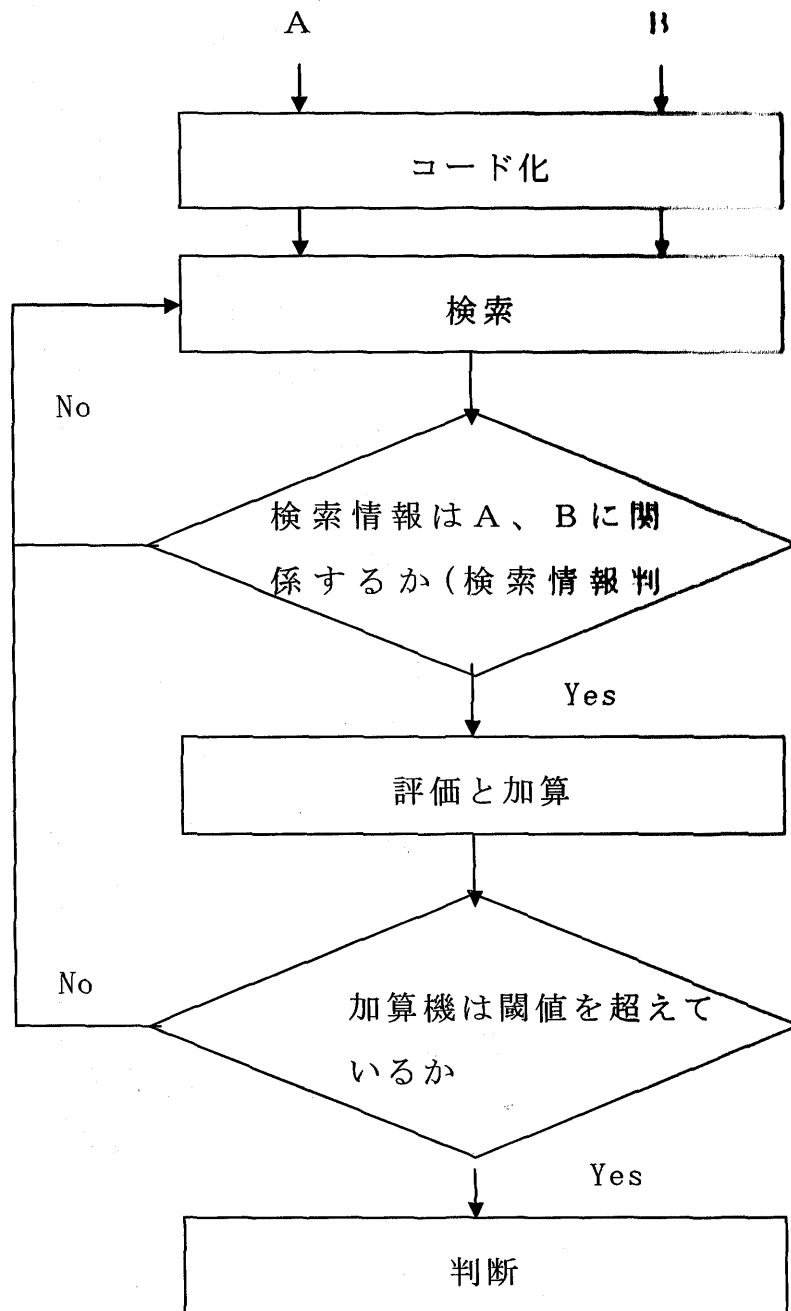 A
B
コード化
検索
No
検索情報はA、Bに関
係するか(検索情報判
Yes
評価と加算
No
加算機は閾値を超えて
いるか
Yes
判断